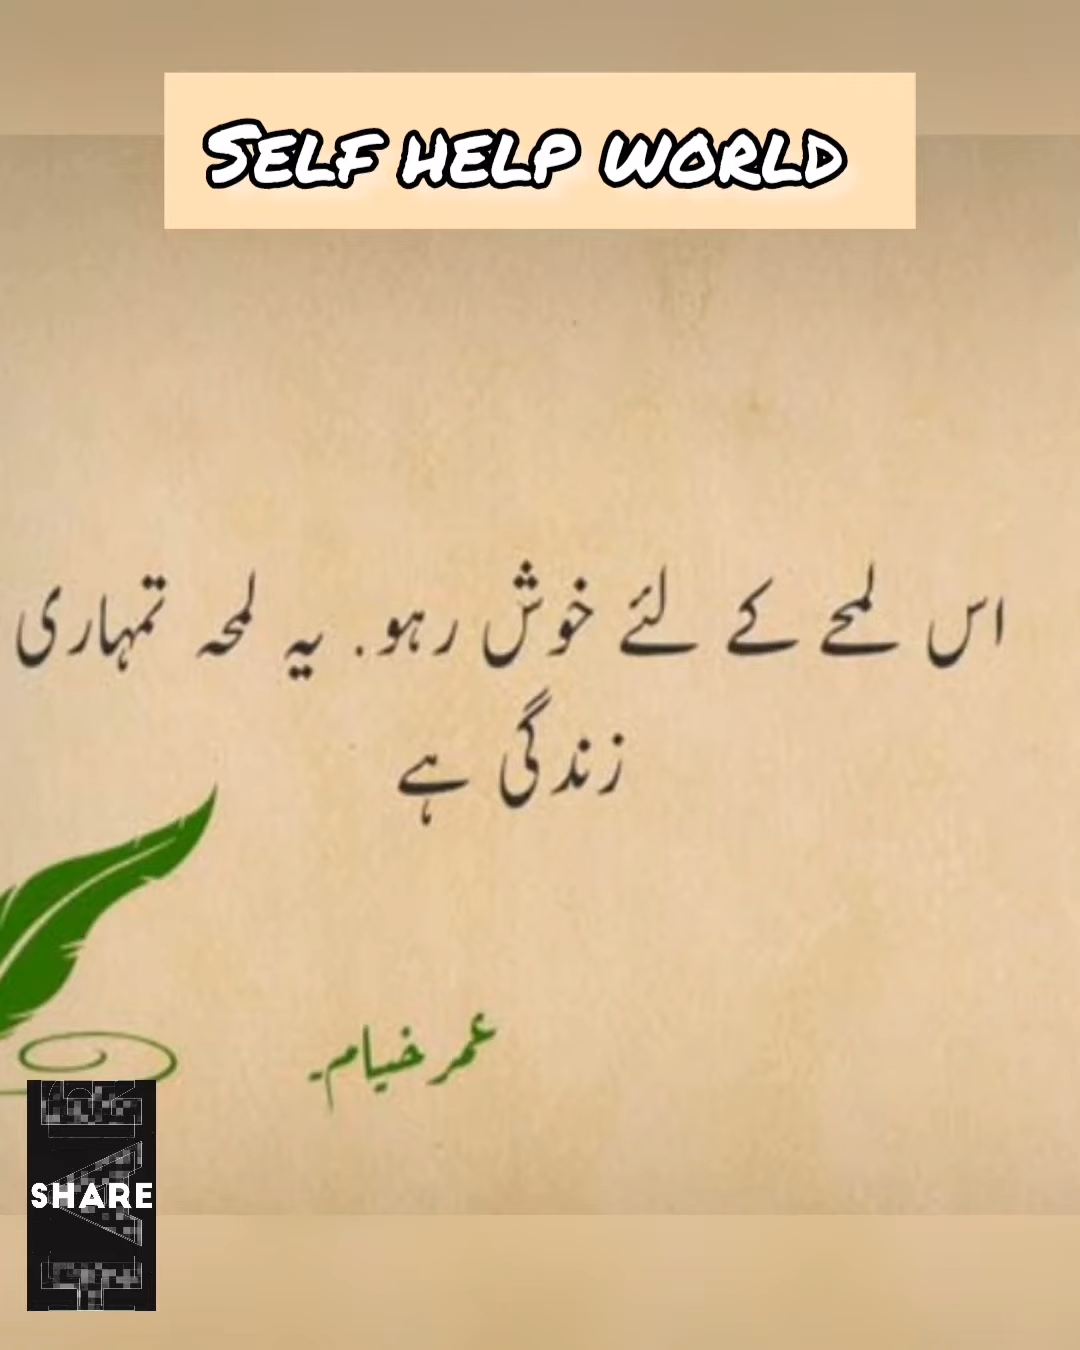 SELF HELP WORLD
اس لمحے کے لئے خوش رہو. یہ لمحہ تمہاری
زندگی ہے
عمر خیام۔
SHARE